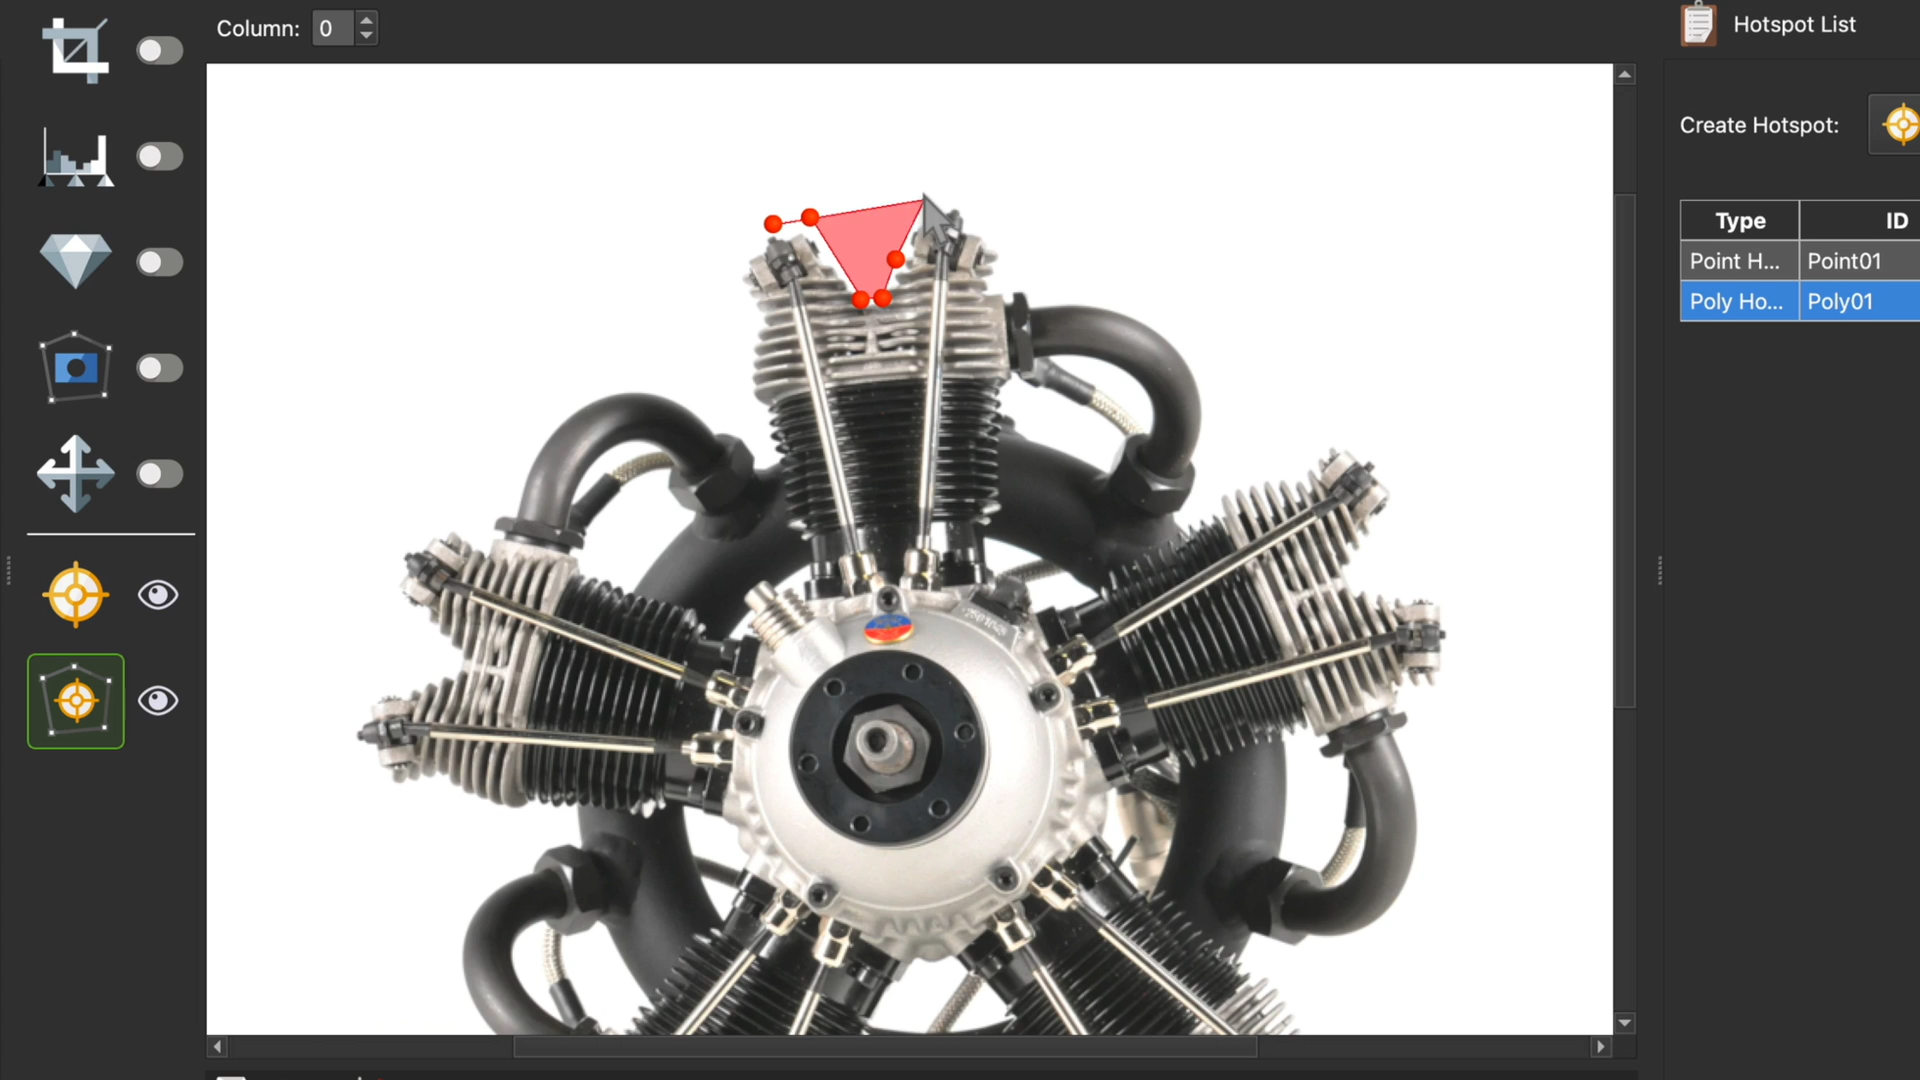 Column: 0
Hotspot List
Create Hotspot:
Type ID
Point H... Point01
Poly Ho... Poly01